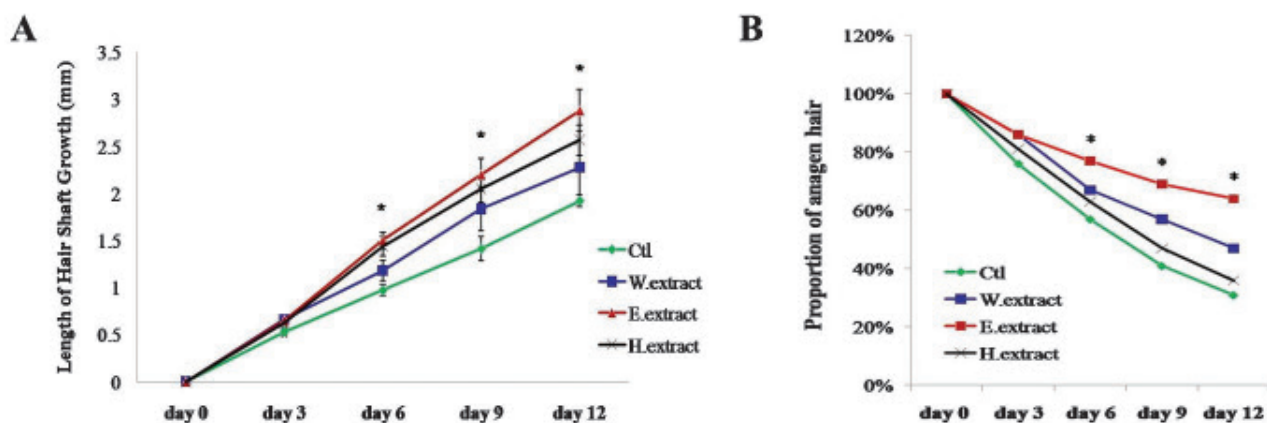 A
Length of Hair Shaft Growth (mm)
3.5
3
2.5
2
1.5
1
0.5
0
*
*
*
Ctl
W.extract
E.extract
H.extract
day 0 day 3 day 6 day 9 day 12
B
Proportion of anagen hair
120%
100%
80%
60%
40%
20%
0%
*
*
*
Ctl
W.extract
E.extract
H.extract
day 0 day 3 day 6 day 9 day 12